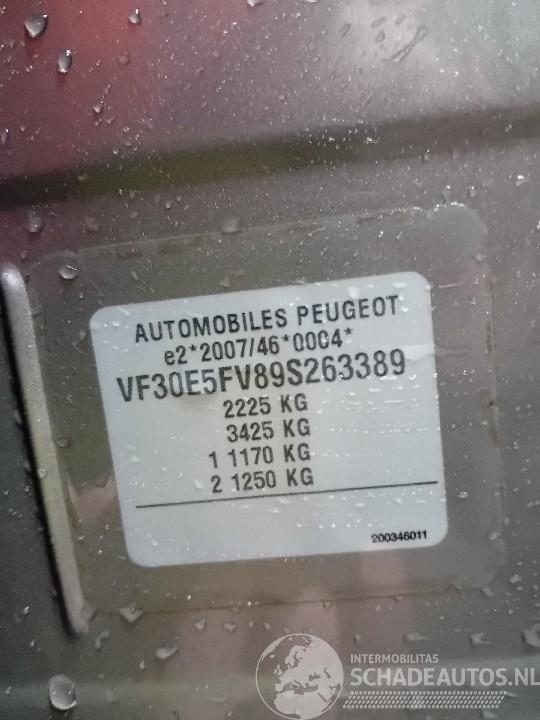 AUTOMOBILES PEUGEOT
e2*2007/46*0004*
VF30E5FV89S263389
2225 KG
3425 KG
1 1170 KG
2 1250 KG
200346011
INTERMOBILITAS
SCHADEAUTOS.NL